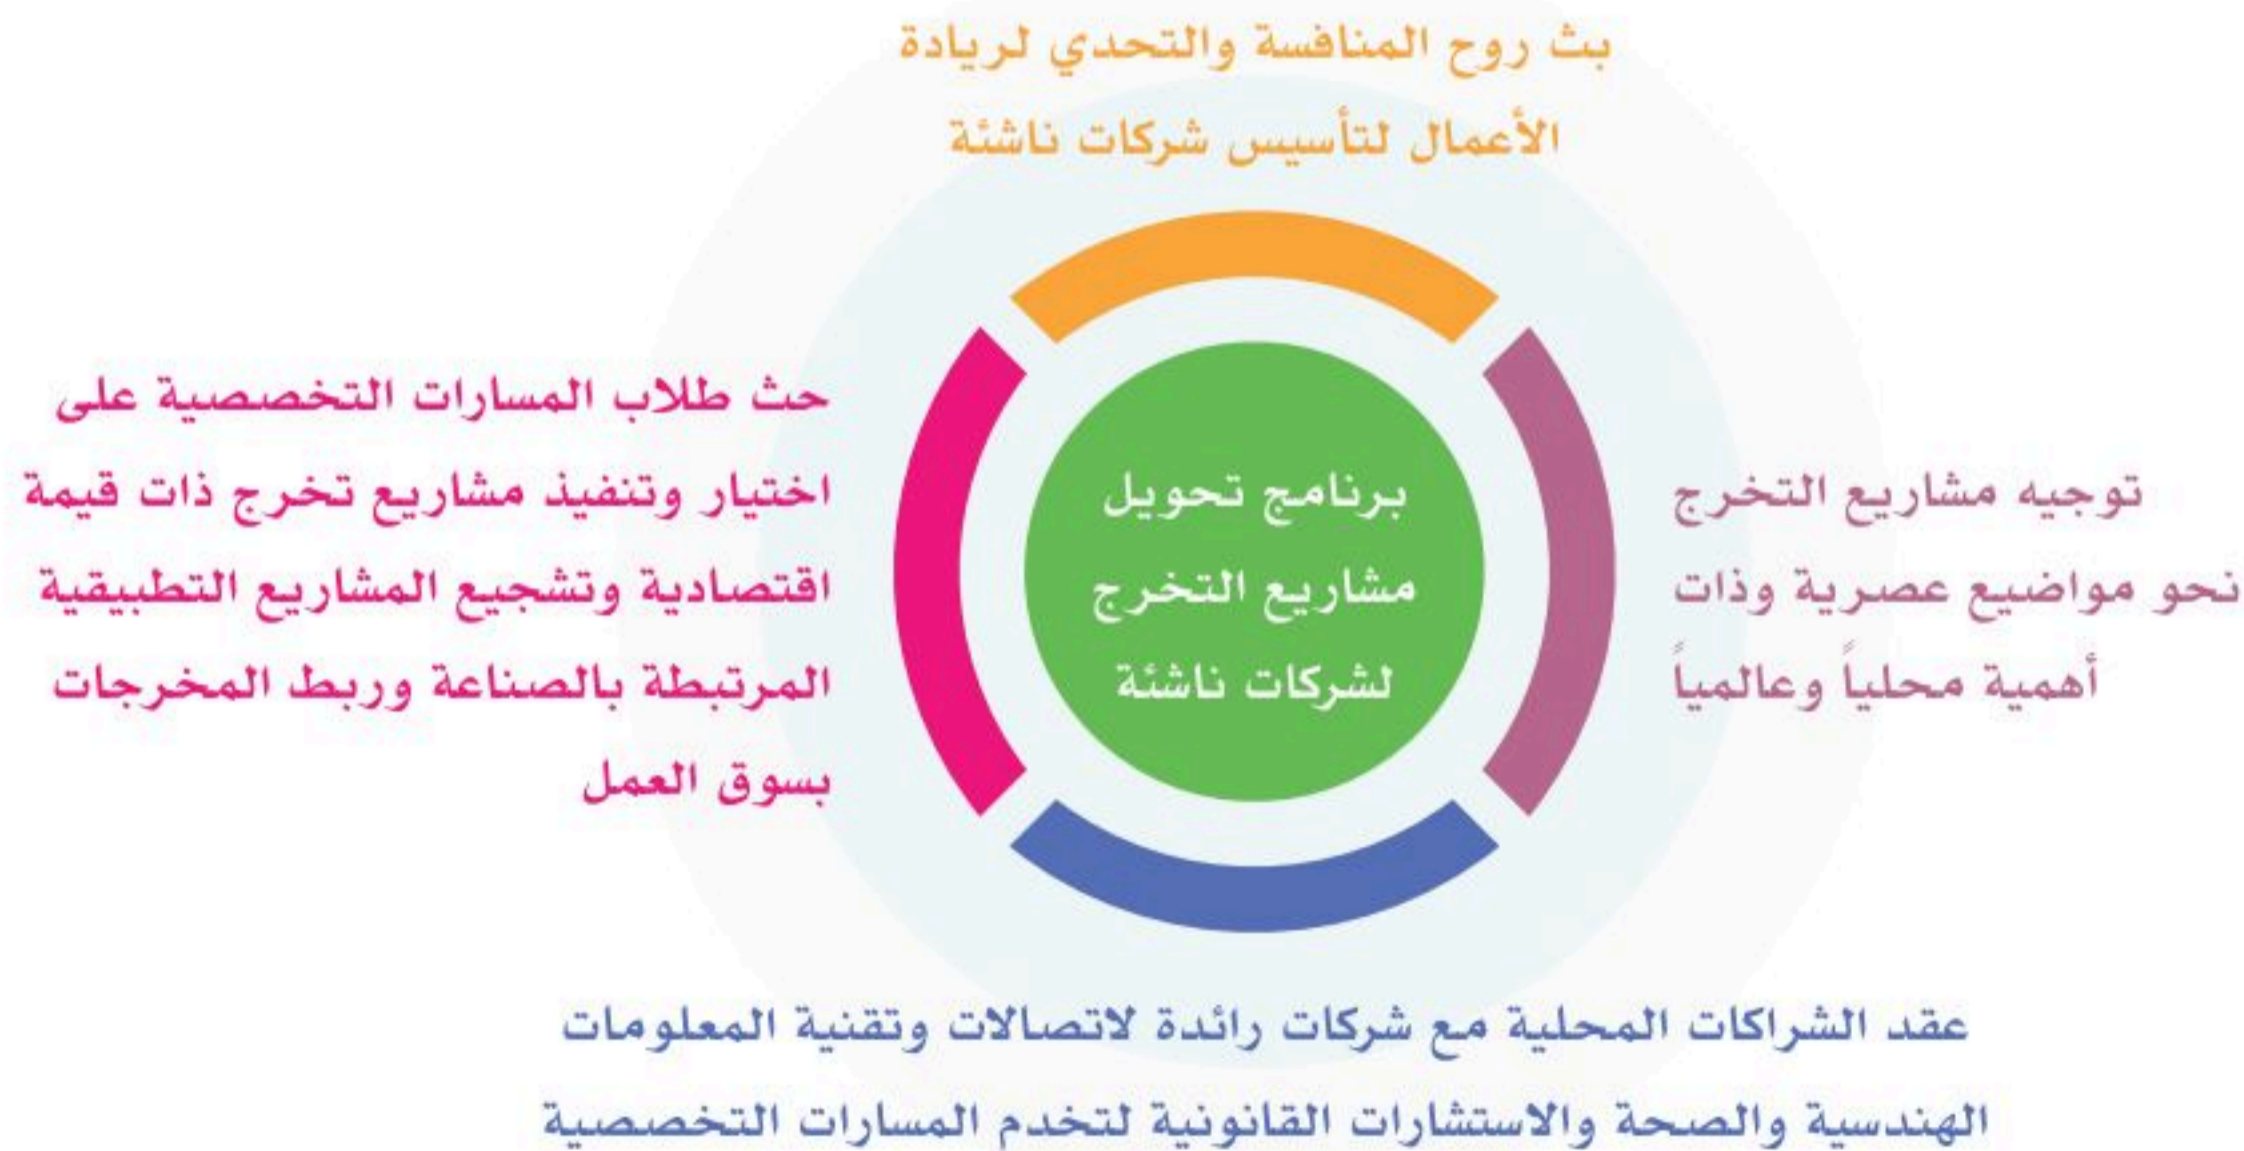 بث روح المنافسة والتحدي لريادة
الأعمال لتأسيس شركات ناشئة
توجيه مشاريع التخرج
نحو مواضيع عصرية وذات
أهمية محلياً وعالمياً
برنامج تحويل
مشاريع التخرج
لشركات ناشئة
حث طلاب المسارات التخصصية على
اختيار وتنفيذ مشاريع تخرج ذات قيمة
اقتصادية وتشجيع المشاريع التطبيقية
المرتبطة بالصناعة وربط المخرجات
بسوق العمل
عقد الشراكات المحلية مع شركات رائدة لاتصالات وتقنية المعلومات
الهندسية والصحة والاستشارات القانونية لتخدم المسارات التخصصية